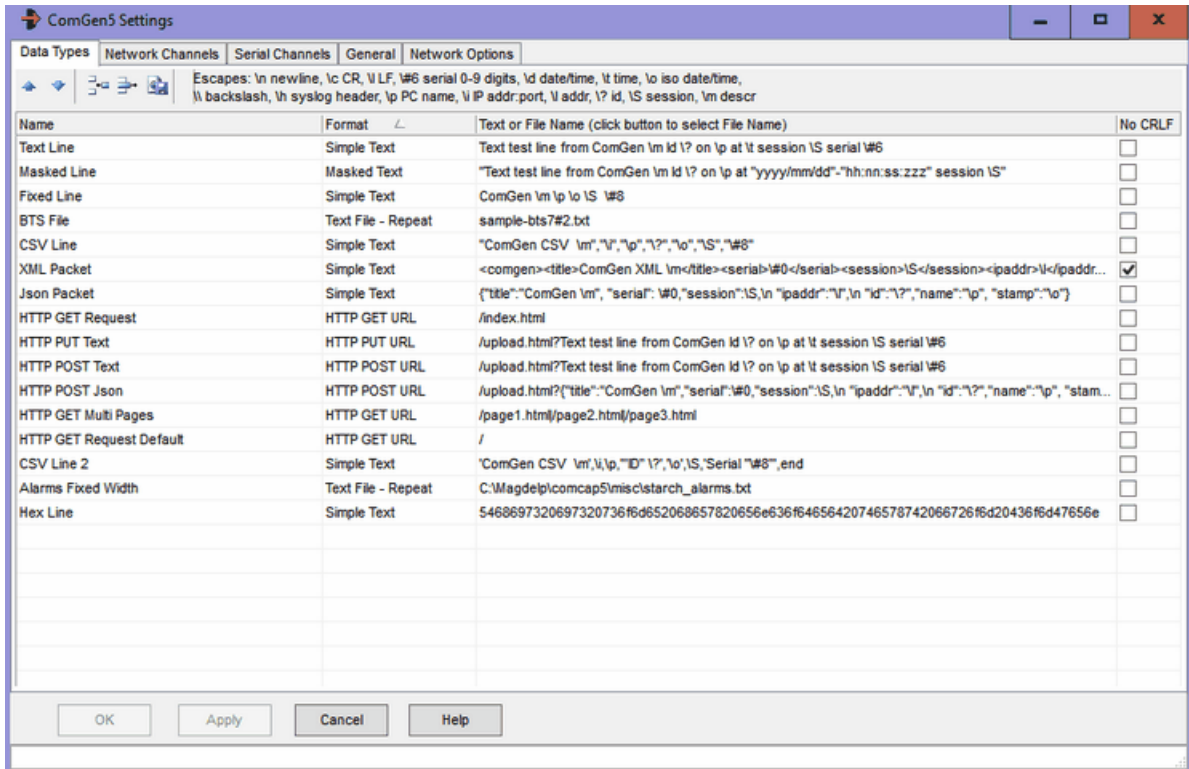 ComGen5 Settings
Data Types Network Channels Serial Channels General Network Options
Escapes: \n newline, \c CR, \l LF, \#6 serial 0-9 digits, \d date/time, \t time, \o iso date/time,
\\ backslash, \h syslog header, \p PC name, \i IP addr:port, \I addr, \? id, \S session, \m descr
Name Format Text or File Name (click button to select File Name) No CRLF
Text Line Simple Text Text test line from ComGen \m Id \? on \p at \t session \S serial \#6
Masked Line Masked Text "Text test line from ComGen \m Id \? on \p at "yyyy/mm/dd"-"hh:nn:ss:zzz" session \S"
Fixed Line Simple Text ComGen \m \p \o \S \#8
BTS File Text File - Repeat sample-bts7#2.txt
CSV Line Simple Text "ComGen CSV \m","\i","\p","\?","\o","\S","\#8"
XML Packet Simple Text <comgen><title>ComGen XML \m</title><serial>\#0</serial><session>\S</session><ipaddr>\I</ipaddr...
Json Packet Simple Text {"title":"ComGen \m", "serial": \#0,"session":\S,\n "ipaddr":"\I",\n "id":"\?","name":"\p", "stamp":"\o"}
HTTP GET Request HTTP GET URL /index.html
HTTP PUT Text HTTP PUT URL /upload.html?Text test line from ComGen Id \? on \p at \t session \S serial \#6
HTTP POST Text HTTP POST URL /upload.html?Text test line from ComGen Id \? on \p at \t session \S serial \#6
HTTP POST Json HTTP POST URL /upload.html?{"title":"ComGen \m","serial":\#0,"session":\S,\n "ipaddr":"\I",\n "id":"\?","name":"\p", "stam...
HTTP GET Multi Pages HTTP GET URL /page1.html|/page2.html|/page3.html
HTTP GET Request Default HTTP GET URL /
CSV Line 2 Simple Text 'ComGen CSV \m',\i,\p,'"ID" \?','\o',\S,'Serial "\#8"',end
Alarms Fixed Width Text File - Repeat C:\Magdelp\comcap5\misc\starch_alarms.txt
Hex Line Simple Text 5468697320697320736f6d652068657820656e636f64656420746578742066726f6d20436f6d47656e
OK Apply Cancel Help